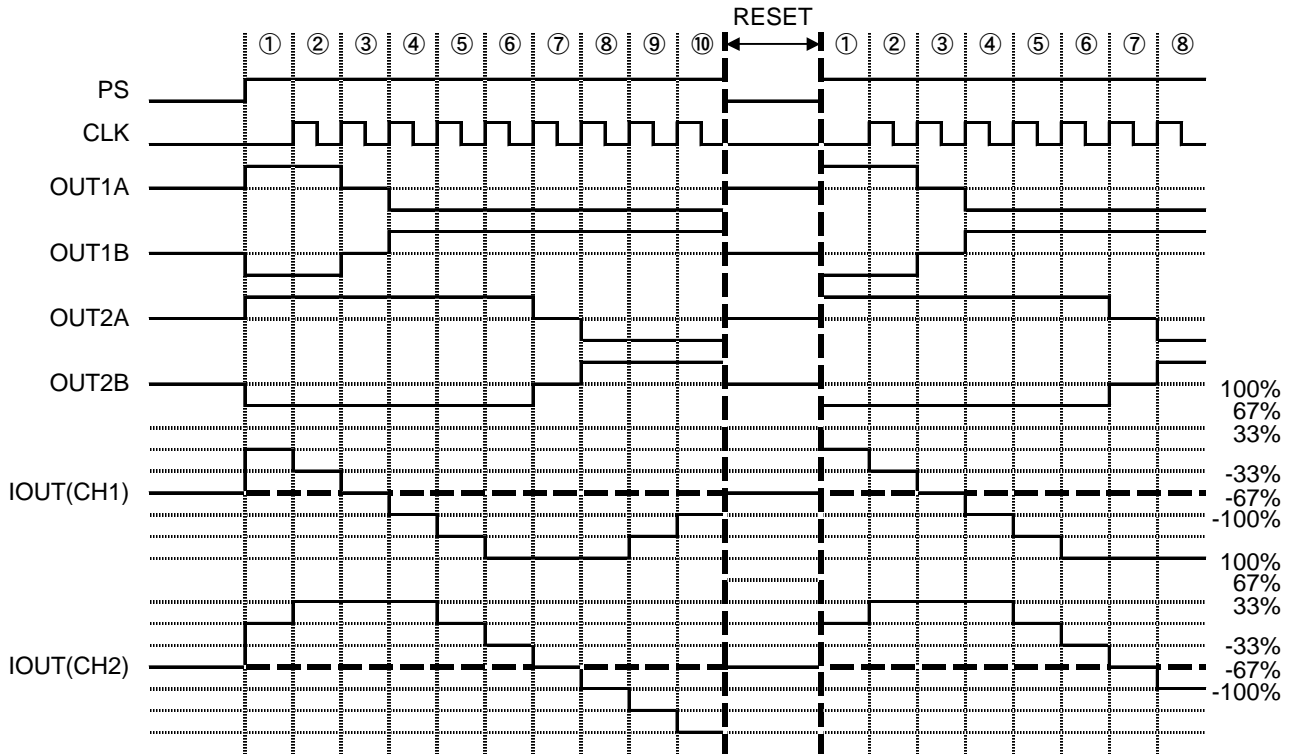 RESET
① ② ③ ④ ⑤ ⑥ ⑦ ⑧ ⑨ ⑩ ① ② ③ ④ ⑤ ⑥ ⑦ ⑧
PS
CLK
OUT1A
OUT1B
OUT2A
OUT2B
100%
67%
33%
IOUT(CH1)
-33%
-67%
-100%
100%
67%
33%
IOUT(CH2)
-33%
-67%
-100%